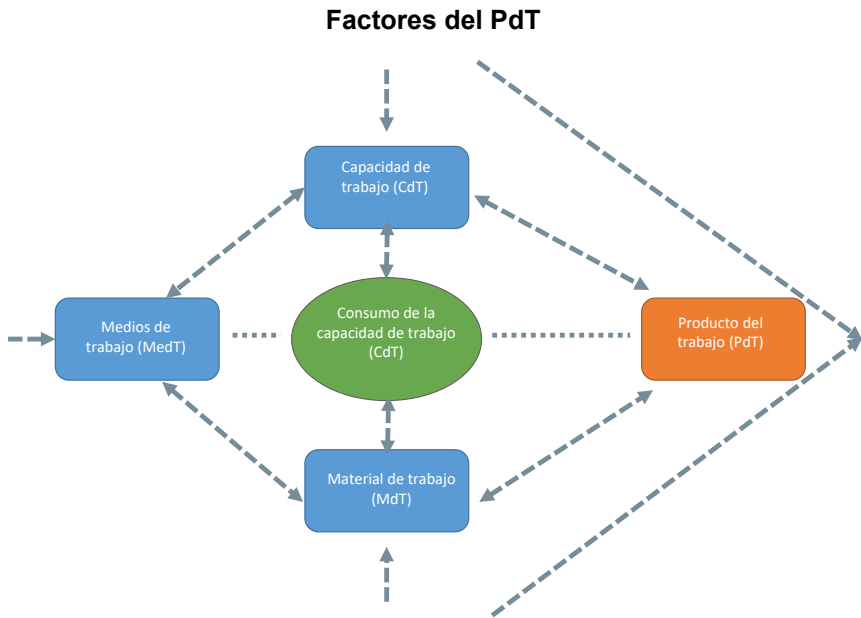 Factores del PdT
Capacidad de
trabajo (CdT)
Medios de
trabajo (MedT)
Consumo de la
capacidad de trabajo
(CdT)
Producto del
trabajo (PdT)
Material de trabajo
(MdT)